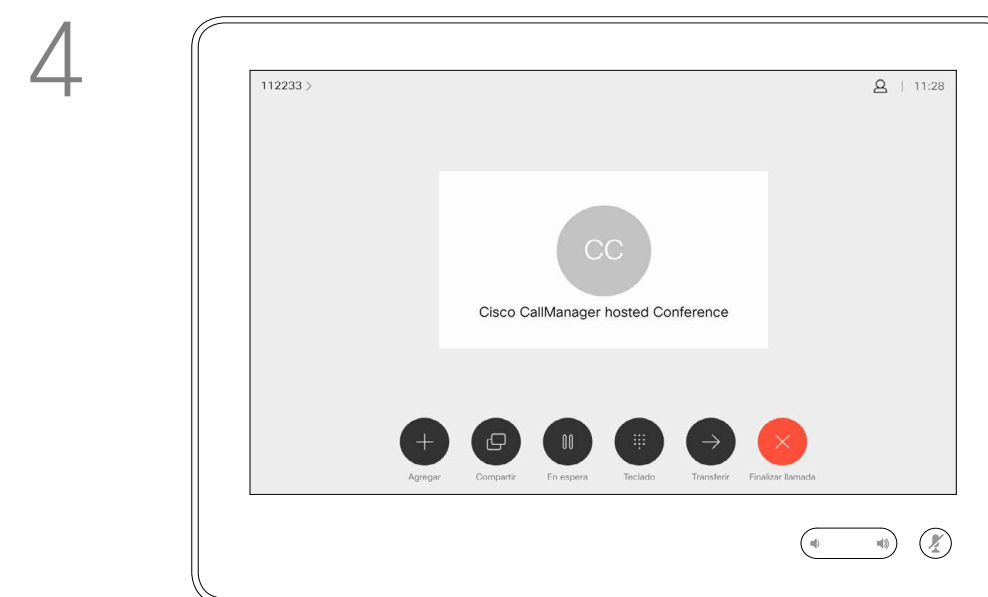 4
112233 >
| 11:28
CC
Cisco CallManager hosted Conference
Agregar Compartir En espera Teclado Transferir Finalizar llamada